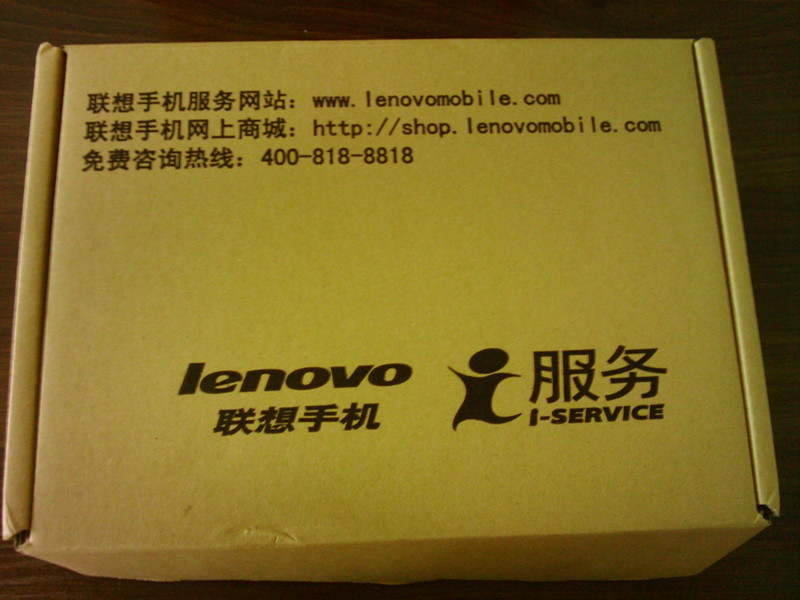 联想手机服务网站：www.lenovomobile.com
联想手机网上商城：http://shop.lenovomobile.com
免费咨询热线：400-818-8818
lenovo
联想手机
服务
I-SERVICE